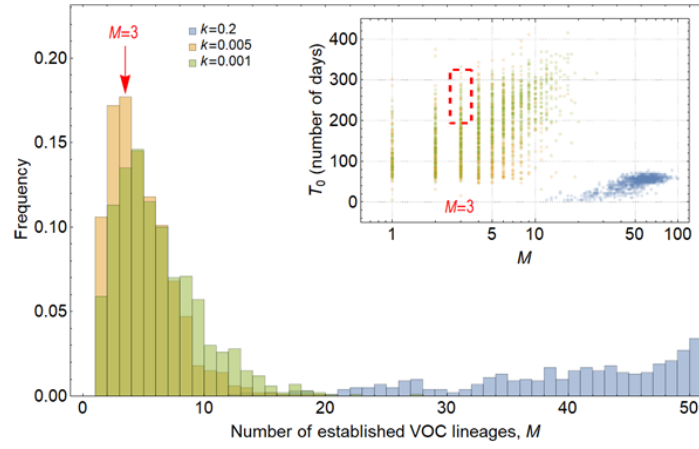 M=3
k=0.2
k=0.005
k=0.001
0.20
0.15
0.10
0.05
0.00
Frequency
0
10
20
30
40
50
Number of established VOC lineages, M
400
300
200
100
0
T₀ (number of days)
M=3
1
5
10
50
100
M